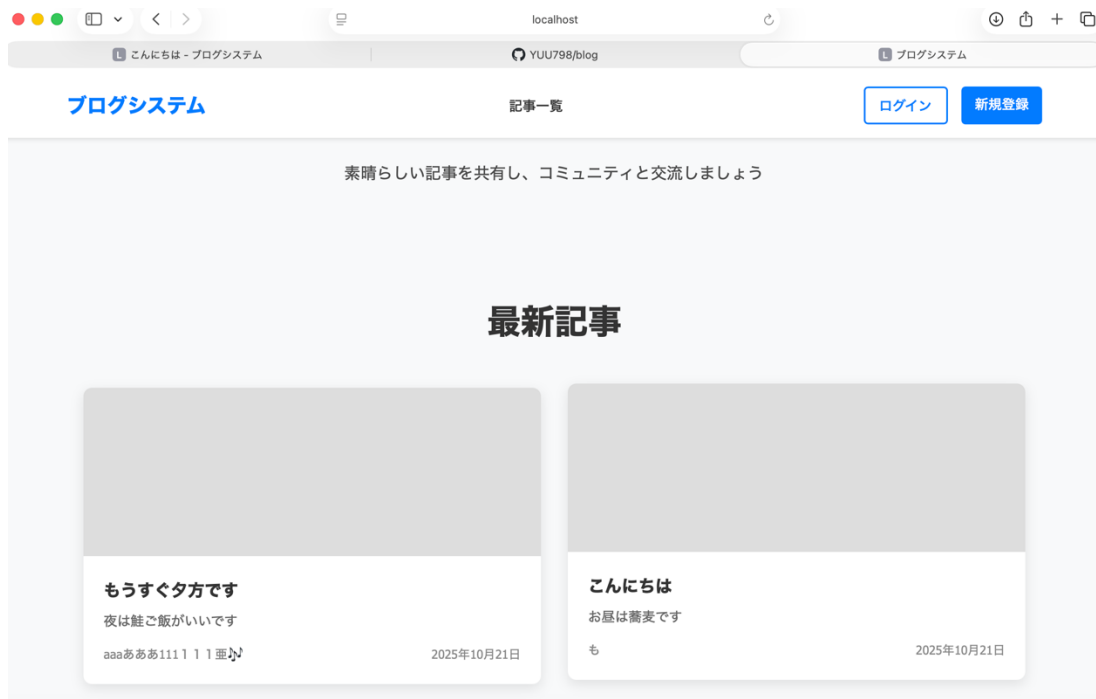 localhost
こんにちは - ブログシステム
YUU798/blog
ブログシステム
ブログシステム
記事一覧
ログイン
新規登録
素晴らしい記事を共有し、コミュニティと交流しましょう
最新記事
もうすぐ夕方です
夜は鮭ご飯がいいです
aaaあああ111１１１亜🎶
2025年10月21日
こんにちは
お昼は蕎麦です
も
2025年10月21日